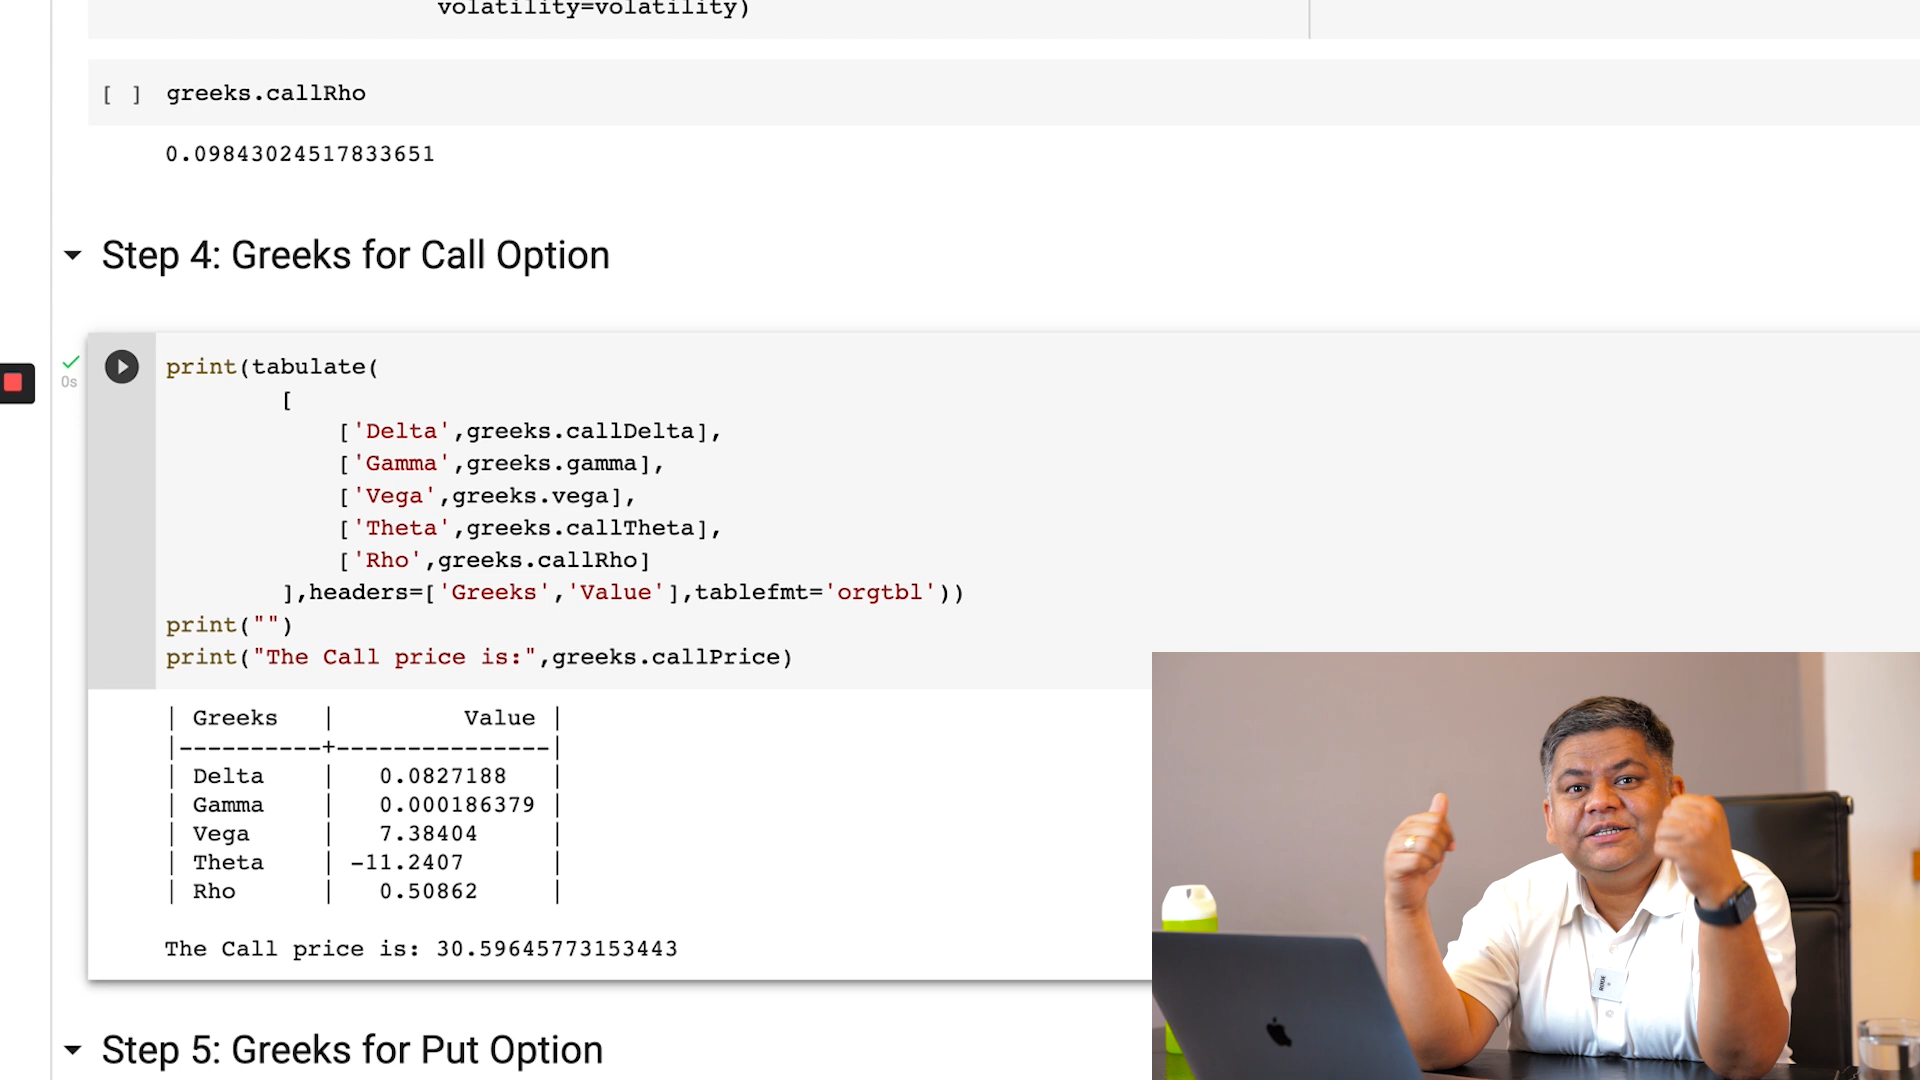 volatility=volatility)
[ ] greeks.callRho
0.09843024517833651
Step 4: Greeks for Call Option
0s
print(tabulate(
[
['Delta',greeks.callDelta],
['Gamma',greeks.gamma],
['Vega',greeks.vega],
['Theta',greeks.callTheta],
['Rho',greeks.callRho]
],headers=['Greeks','Value'],tablefmt='orgtbl'))
print("")
print("The Call price is:",greeks.callPrice)
| Greeks | Value |
|----------+---------------|
| Delta | 0.0827188 |
| Gamma | 0.000186379 |
| Vega | 7.38404 |
| Theta | -11.2407 |
| Rho | 0.50862 |
The Call price is: 30.59645773153443
Step 5: Greeks for Put Option
RØDE